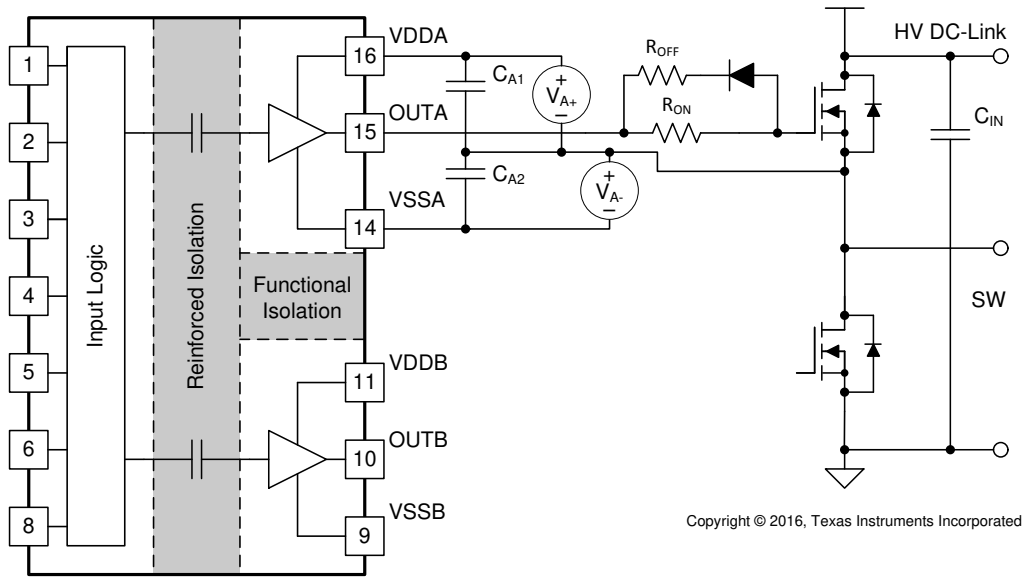 1
2
3
4
5
6
8
Input Logic
Reinforced Isolation
Functional
Isolation
16
15
14
11
10
9
VDDA
OUTA
VSSA
VDDB
OUTB
VSSB
CA1
CA2
+
VA+
−
+
VA-
−
ROFF
RON
HV DC-Link
CIN
SW
Copyright © 2016, Texas Instruments Incorporated